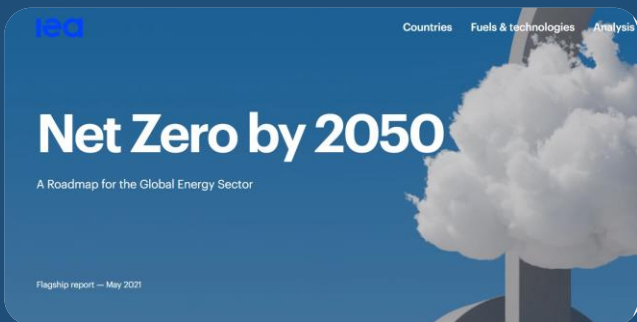 iea
Countries Fuels & technologies Analysis
Net Zero by 2050
A Roadmap for the Global Energy Sector
Flagship report — May 2021